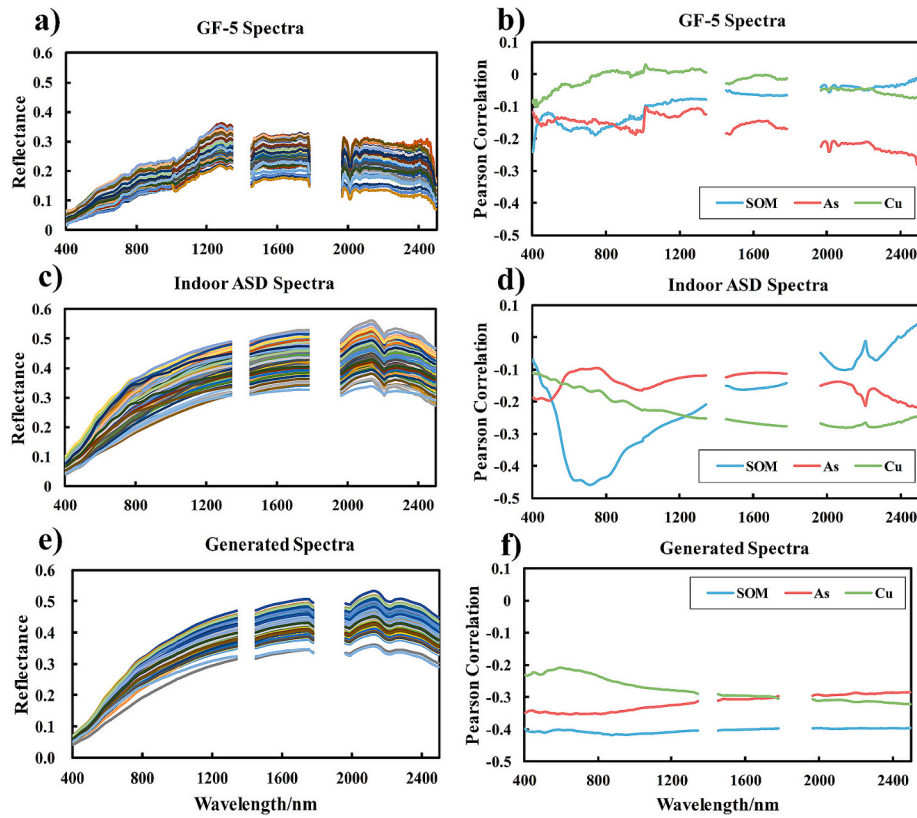 a)
GF-5 Spectra
Reflectance
0.6
0.5
0.4
0.3
0.2
0.1
0
400
800
1200
1600
2000
2400
b)
GF-5 Spectra
Pearson Correlation
0.1
0
-0.1
-0.2
-0.3
-0.4
-0.5
SOM
As
Cu
400
800
1200
1600
2000
2400
c)
Indoor ASD Spectra
Reflectance
0.6
0.5
0.4
0.3
0.2
0.1
0
400
800
1200
1600
2000
2400
d)
Indoor ASD Spectra
Pearson Correlation
0.1
0
-0.1
-0.2
-0.3
-0.4
-0.5
SOM
As
Cu
400
800
1200
1600
2000
2400
e)
Generated Spectra
Reflectance
0.6
0.5
0.4
0.3
0.2
0.1
0.0
400
800
1200
1600
2000
2400
Wavelength/nm
f)
Generated Spectra
Pearson Correlation
0.1
0
-0.1
-0.2
-0.3
-0.4
-0.5
SOM
As
Cu
400
800
1200
1600
2000
2400
Wavelength/nm